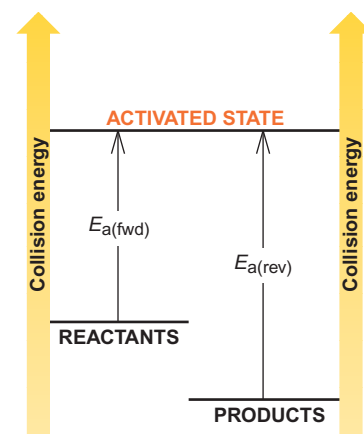 ACTIVATED STATE
Collision energy
Ea(fwd)
Ea(rev)
Collision energy
REACTANTS
PRODUCTS